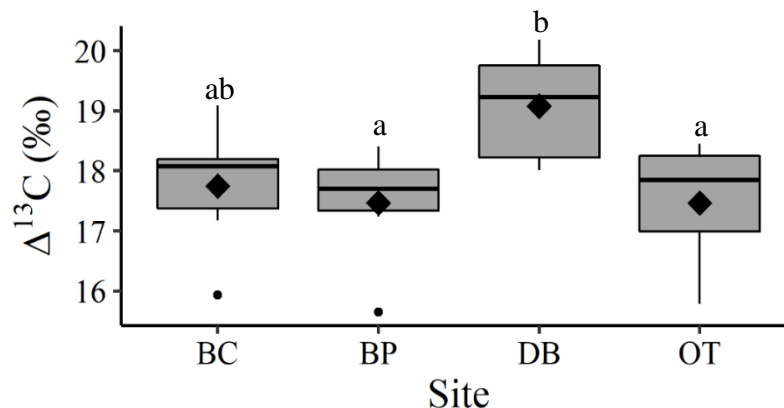 b
20
ab
19
a
a
18
17
16
Δ¹³C (‰)
BC BP DB OT
Site